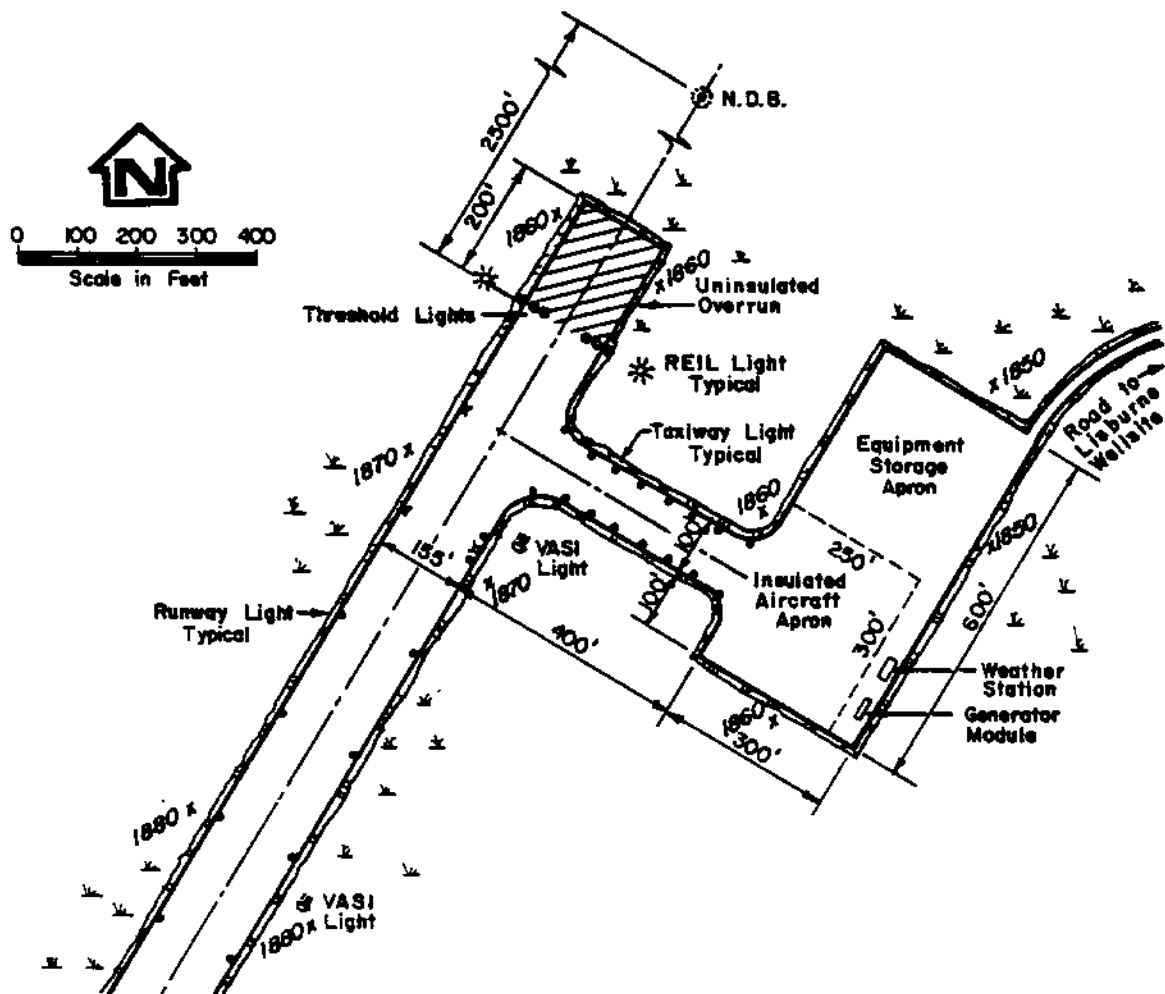 N.D.B.
2500'
200'
N
0 100 200 300 400
Scale in Feet
1860 x
x 1860
Uninsulated
Overrun
Threshold Lights
REIL Light
Typical
x 1850
Road to
Lisburne
Wellsite
Taxiway Light
Typical
Equipment
Storage
Apron
1870 x
1860
x
100'
x1850
155'
VASI
Light
250'
x
1870
100'
Insulated
Aircraft
Apron
Runway Light
Typical
400'
300'
600'
Weather
Station
1860 x
Generator
Module
300'
1880 x
VASI
Light
1880 x